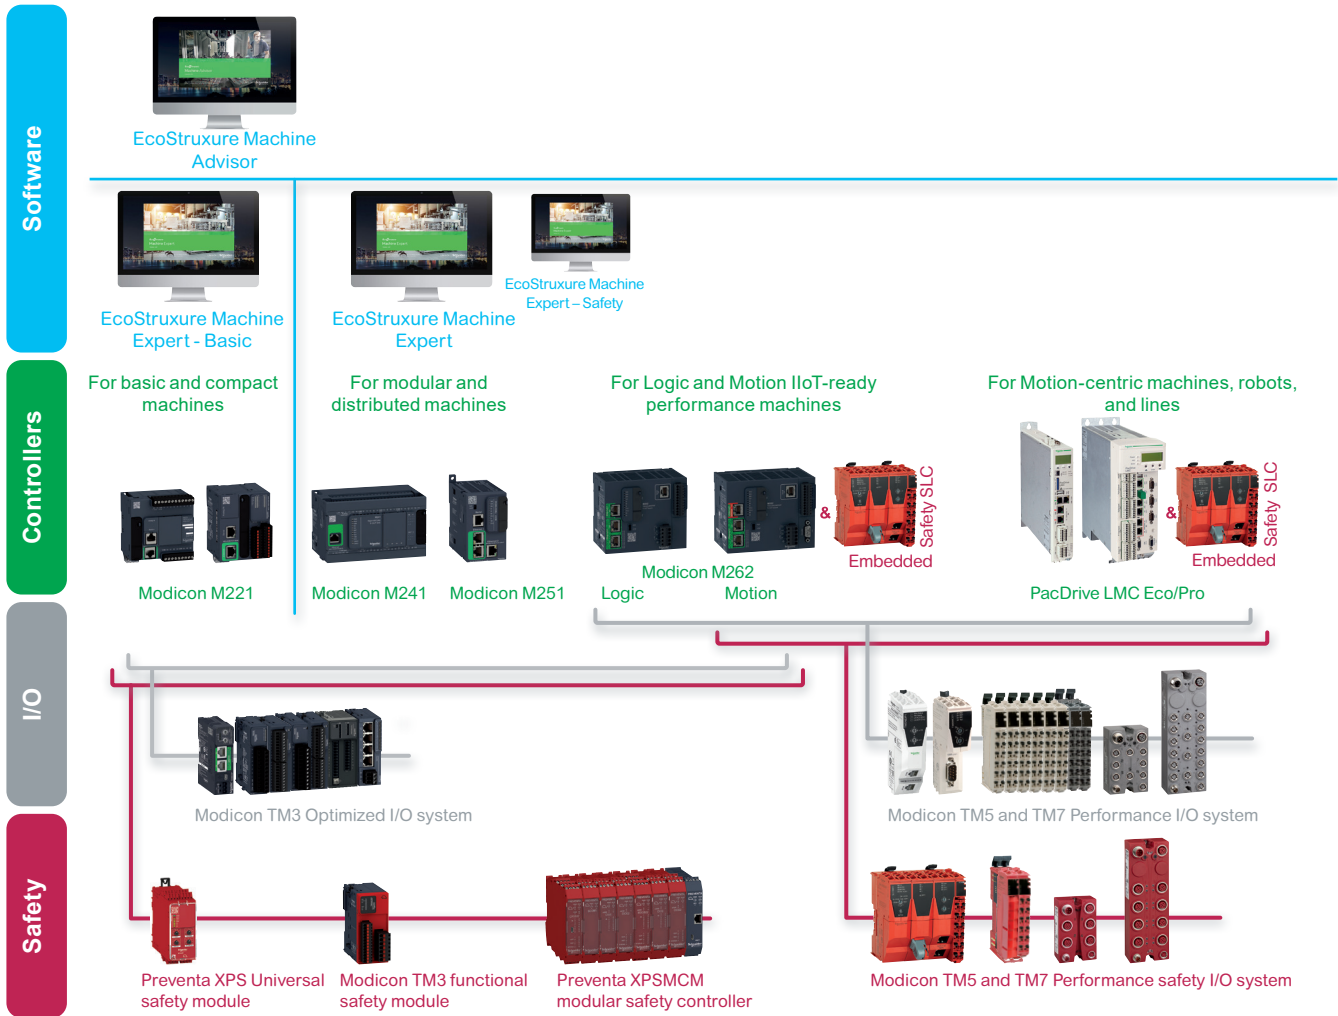 Software
EcoStruxure Machine
Advisor
EcoStruxure Machine
Expert - Basic
EcoStruxure Machine
Expert
EcoStruxure Machine
Expert – Safety
Controllers
For basic and compact
machines
For modular and
distributed machines
For Logic and Motion IIoT-ready
performance machines
For Motion-centric machines, robots,
and lines
&
Safety SLC
Embedded
&
Safety SLC
Embedded
Modicon M221
Modicon M241
Modicon M251
Modicon M262
Logic
Motion
PacDrive LMC Eco/Pro
I/O
Modicon TM3 Optimized I/O system
Modicon TM5 and TM7 Performance I/O system
Safety
Preventa XPS Universal
safety module
Modicon TM3 functional
safety module
Preventa XPSMCM
modular safety controller
Modicon TM5 and TM7 Performance safety I/O system